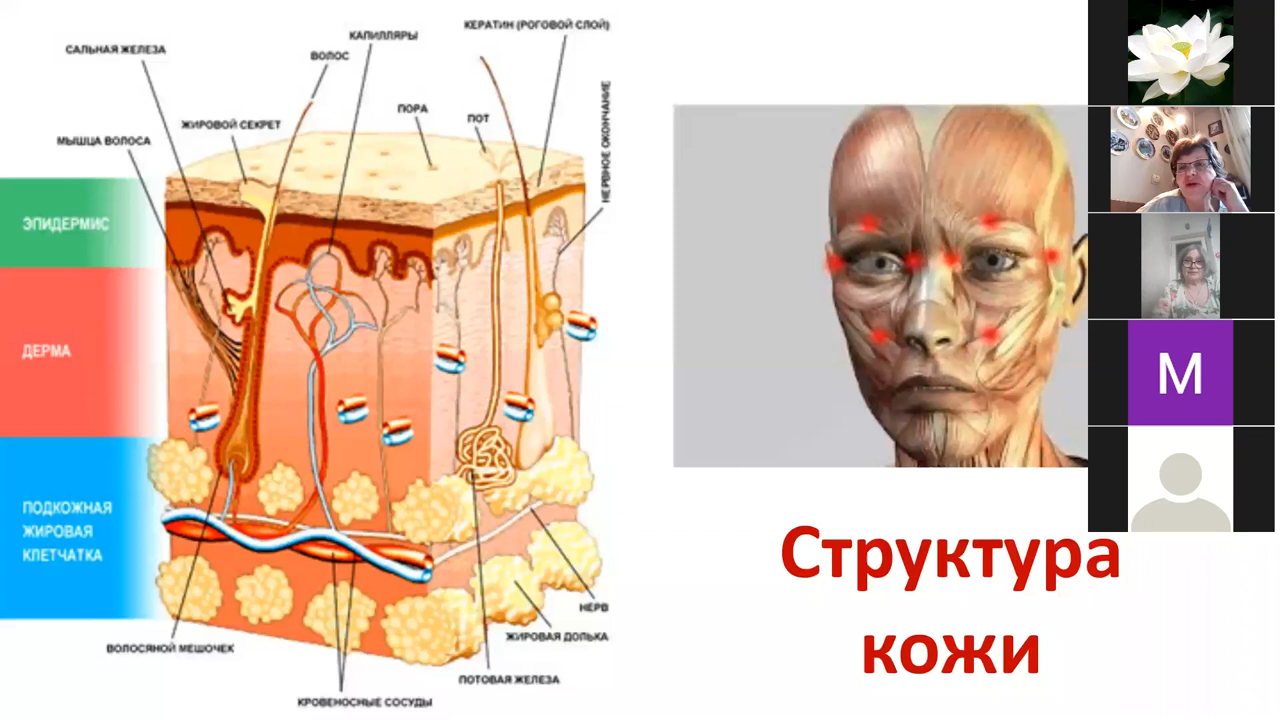 КЕРАТИН (РОГОВОЙ СЛОЙ)
КАПИЛЛЯРЫ
САЛЬНАЯ ЖЕЛЕЗА
ВОЛОС
ПОРА
ПОТ
ЖИРОВОЙ СЕКРЕТ
МЫШЦА ВОЛОСА
НЕРВНОЕ ОКОНЧАНИЕ
ЭПИДЕРМИС
ДЕРМА
ПОДКОЖНАЯ
ЖИРОВАЯ
КЛЕТЧАТКА
НЕРВ
ЖИРОВАЯ ДОЛЬКА
ВОЛОСЯНОЙ МЕШОЧЕК
ПОТОВАЯ ЖЕЛЕЗА
КРОВЕНОСНЫЕ СОСУДЫ
Структура
кожи
М